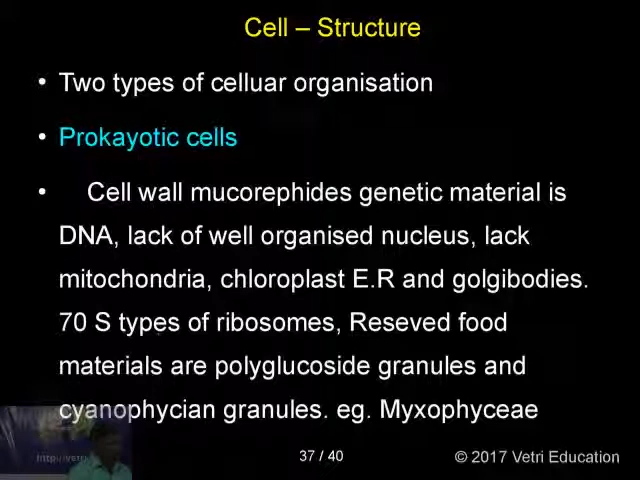 Cell – Structure
• Two types of celluar organisation
• Prokayotic cells
• Cell wall mucorephides genetic material is
DNA, lack of well organised nucleus, lack
mitochondria, chloroplast E.R and golgibodies.
70 S types of ribosomes, Reseved food
materials are polyglucoside granules and
cyanophycian granules. eg. Myxophyceae
37 / 40
© 2017 Vetri Education